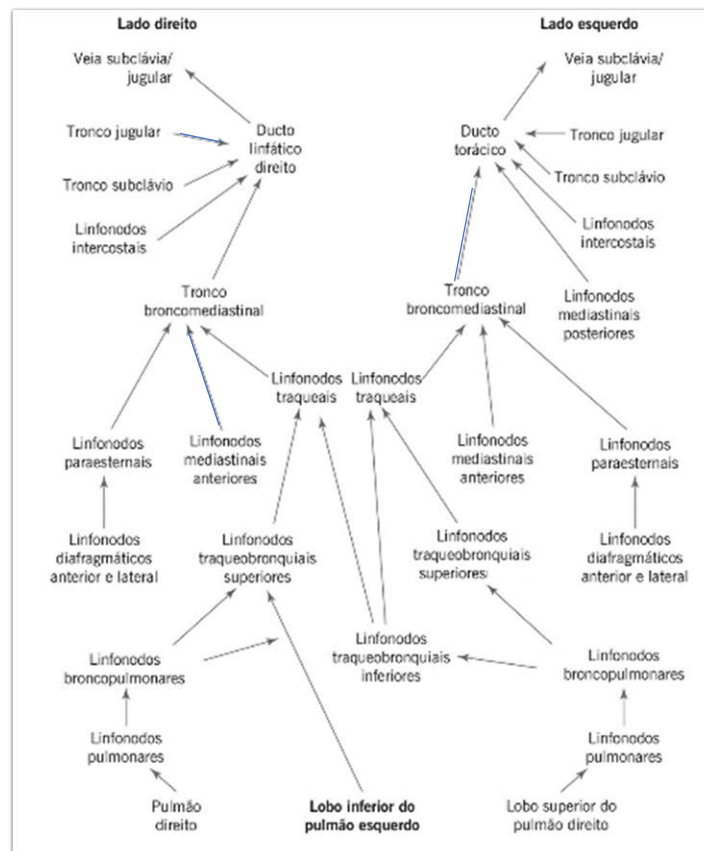 Lado direito
Lado esquerdo
Veia subclávia/
jugular
Veia subclávia/
jugular
Tronco jugular
Ducto
linfático
direito
Ducto
torácico
Tronco jugular
Tronco subclávio
Tronco subclávio
Linfonodos
intercostais
Linfonodos
intercostais
Tronco
broncomediastinal
Tronco
broncomediastinal
Linfonodos
mediastinais
posteriores
Linfonodos
traqueais
Linfonodos
traqueais
Linfonodos
paraesternais
Linfonodos
mediastinais
anteriores
Linfonodos
mediastinais
anteriores
Linfonodos
paraesternais
Linfonodos
diafragmáticos
anterior e lateral
Linfonodos
traqueobronquiais
superiores
Linfonodos
traqueobronquiais
superiores
Linfonodos
diafragmáticos
anterior e lateral
Linfonodos
broncopulmonares
Linfonodos
traqueobronquiais
inferiores
Linfonodos
broncopulmonares
Linfonodos
pulmonares
Linfonodos
pulmonares
Pulmão
direito
Lobo inferior do
pulmão esquerdo
Lobo superior do
pulmão direito